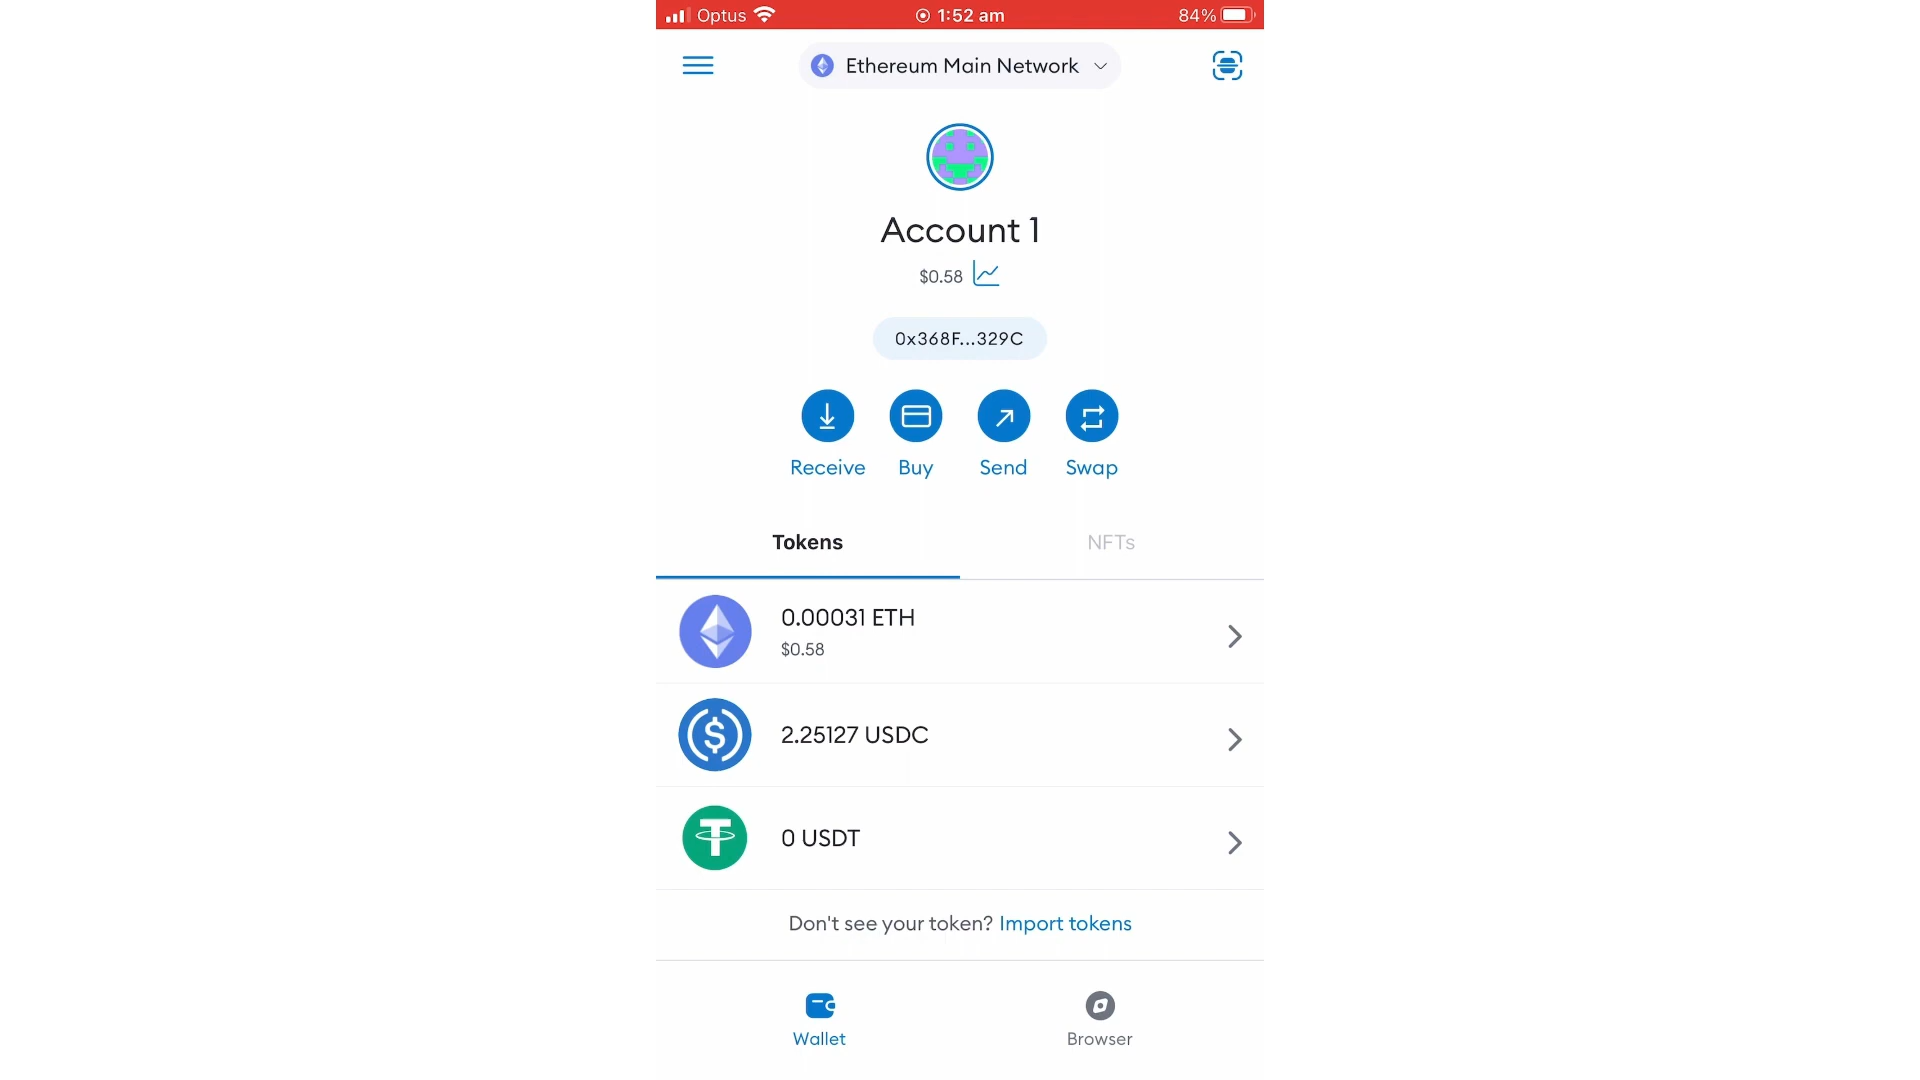 Optus 1:52 am 84%
Ethereum Main Network
Account 1
$0.58
0x368F...329C
Receive Buy Send Swap
Tokens NFTs
0.00031 ETH
$0.58
2.25127 USDC
0 USDT
Don't see your token? Import tokens
Wallet Browser